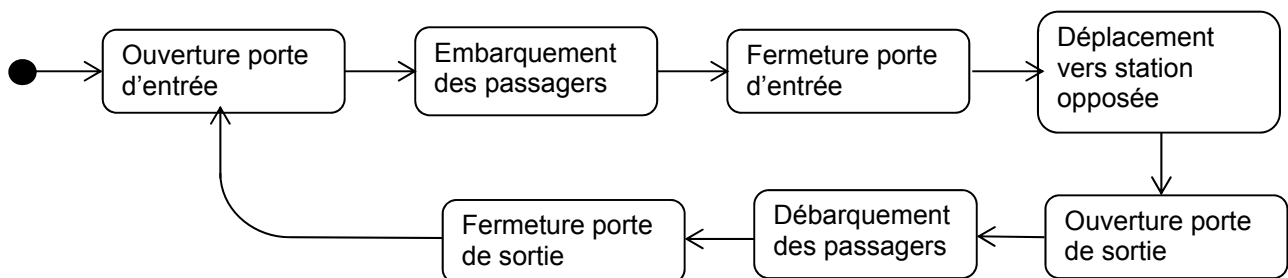 Ouverture porte
d’entrée
Embarquement
des passagers
Fermeture porte
d’entrée
Déplacement
vers station
opposée
Ouverture porte
de sortie
Débarquement
des passagers
Fermeture porte
de sortie